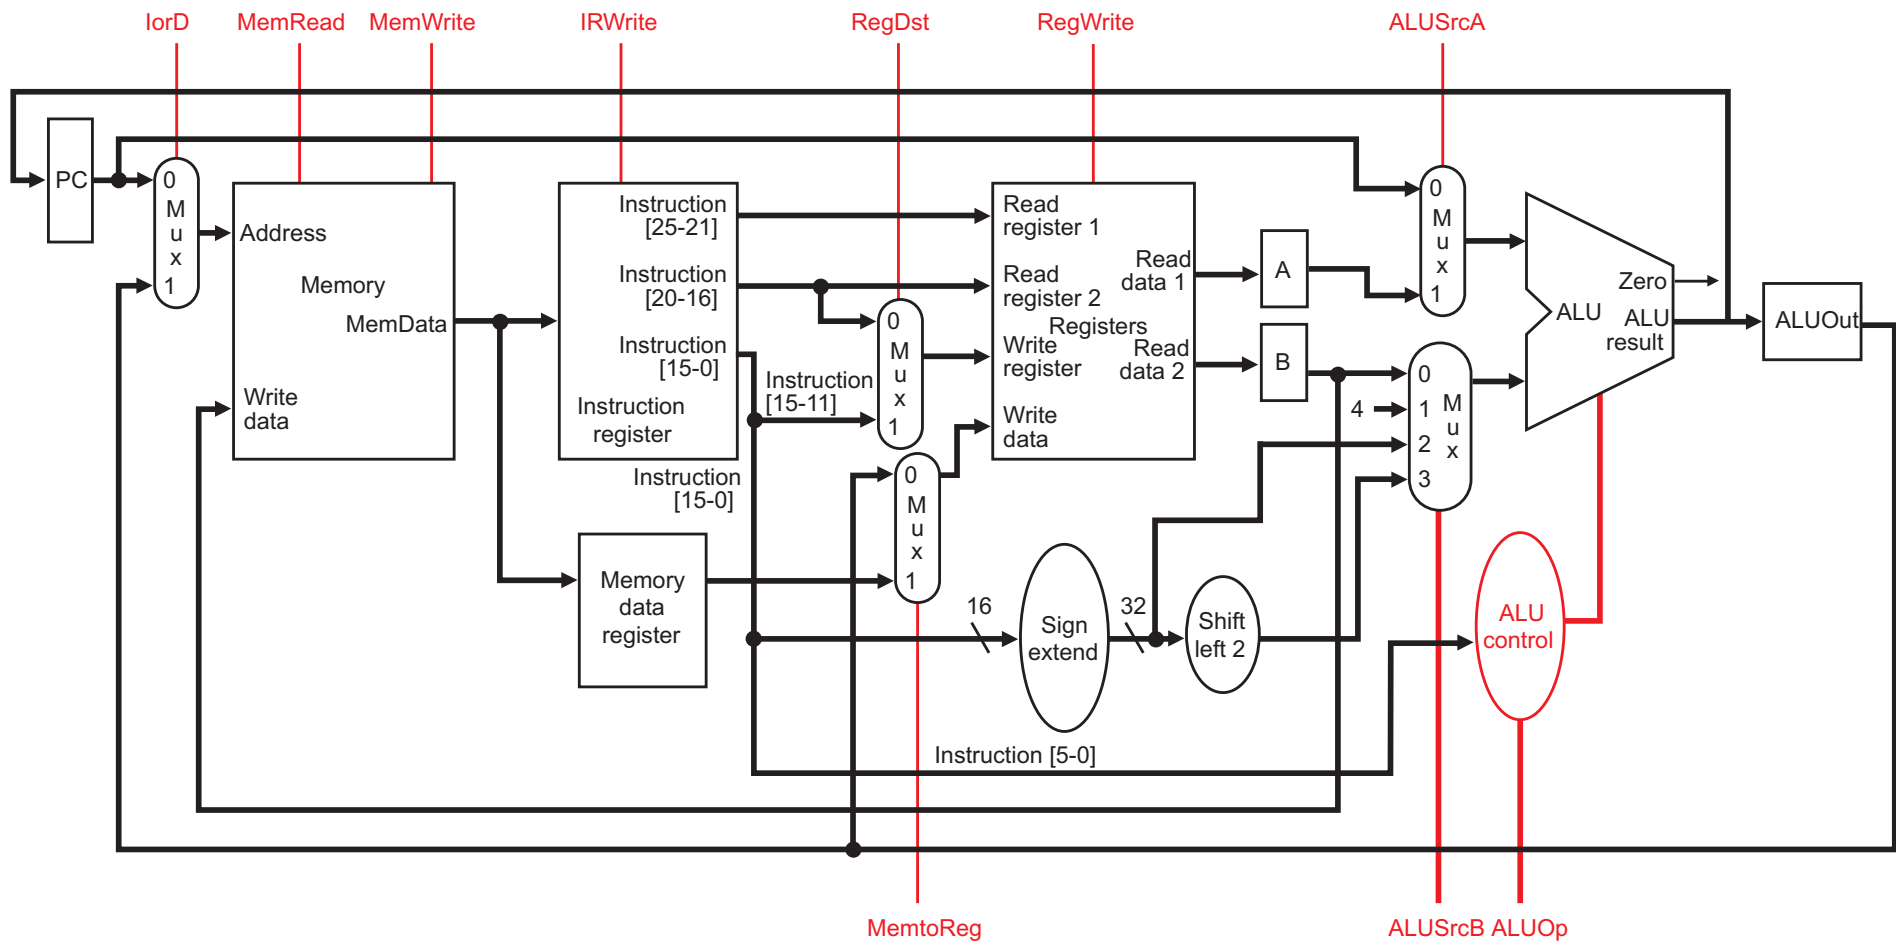 IorD MemRead MemWrite IRWrite RegDst RegWrite ALUSrcA
PC
0
M
u
x
1
Address
Memory
MemData
Write
data
Instruction
[25-21]
Instruction
[20-16]
Instruction
[15-0]
Instruction
register
Instruction
[15-0]
Instruction
[15-11]
Memory
data
register
0
M
u
x
1
0
M
u
x
1
Read
register 1
Read
register 2
Registers
Write
register
Write
data
Read
data 1
Read
data 2
16
Sign
extend
32
Shift
left 2
Instruction [5-0]
A
B
4
0
M
u
x
1
0
1
2
3
M
u
x
ALU
Zero
ALU
result
ALUOut
ALU
control
MemtoReg ALUSrcB ALUOp